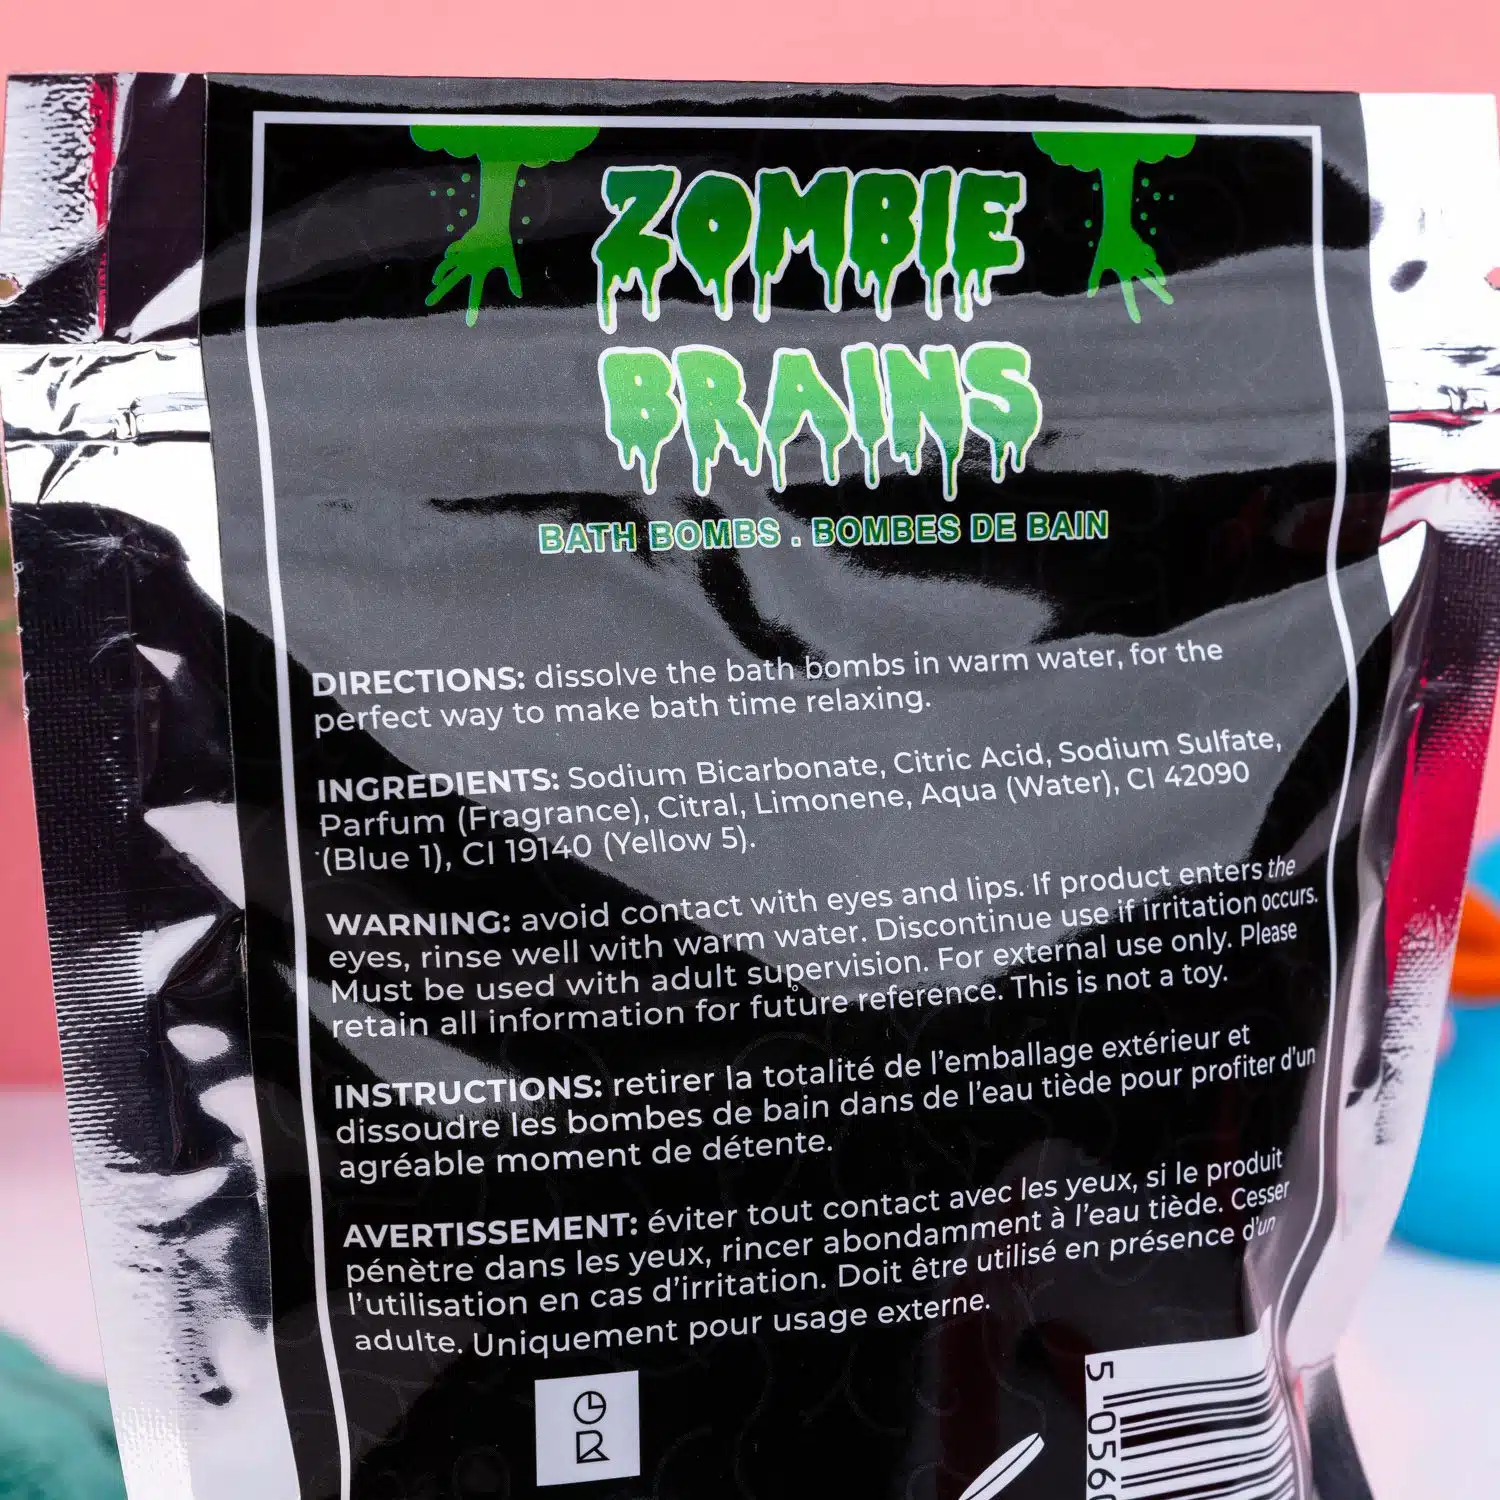 ZOMBIE
BRAINS
BATH BOMBS . BOMBES DE BAIN
DIRECTIONS: dissolve the bath bombs in warm water, for the
perfect way to make bath time relaxing.
INGREDIENTS: Sodium Bicarbonate, Citric Acid, Sodium Sulfate,
Parfum (Fragrance), Citral, Limonene, Aqua (Water), CI 42090
(Blue 1), CI 19140 (Yellow 5).
WARNING: avoid contact with eyes and lips. If product enters the
eyes, rinse well with warm water. Discontinue use if irritation occurs.
Must be used with adult supervision. For external use only. Please
retain all information for future reference. This is not a toy.
INSTRUCTIONS: retirer la totalité de l'emballage extérieur et
dissoudre les bombes de bain dans de l'eau tiède pour profiter d'un
agréable moment de détente.
AVERTISSEMENT: éviter tout contact avec les yeux, si le produit
pénètre dans les yeux, rincer abondamment à l'eau tiède. Cesser
l'utilisation en cas d'irritation. Doit être utilisé en présence d'un
adulte. Uniquement pour usage externe.
5 056